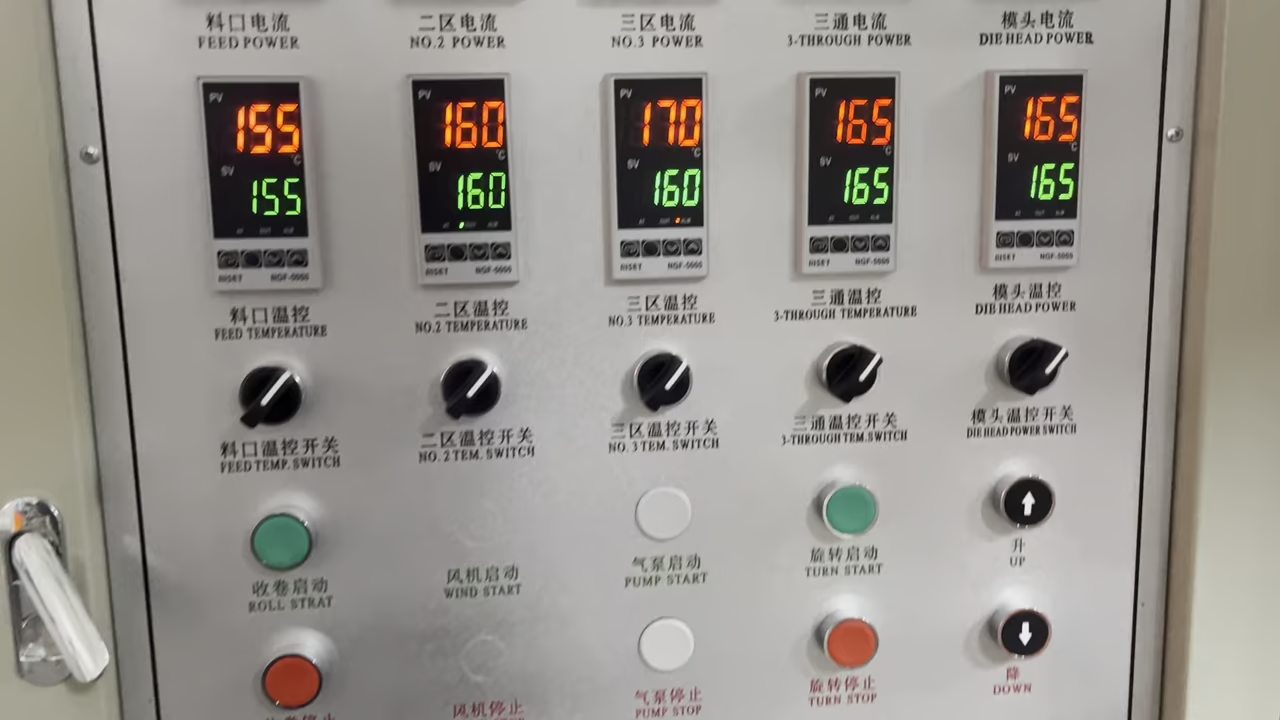 料口电流 二区电流 三区电流 三通电流 模头电流
FEED POWER NO.2 POWER NO.3 POWER 3-THROUGH POWER DIE HEAD POWER
PV PV PV PV PV
155 160 170 165 165
°C °C °C °C °C
SV SV SV SV SV
155 160 160 165 165
料口温控 二区温控 三区温控 三通温控 模头温控
FEED TEMPERATURE NO.2 TEMPERATURE NO.3 TEMPERATURE 3-THROUGH TEMPERATURE DIE HEAD POWER
料口温控开关 二区温控开关 三区温控开关 三通温控开关 模头温控开关
FEED TEMP. SWITCH NO. 2 TEM. SWITCH NO. 3 TEM. SWITCH 3-THROUGH TEM. SWITCH DIE HEAD POWER SWITCH
收卷启动 风机启动 气泵启动 旋转启动 升
ROLL STRAT WIND START PUMP START TURN START UP
风机停止 气泵停止 旋转停止 降
PUMP STOP TURN STOP DOWN